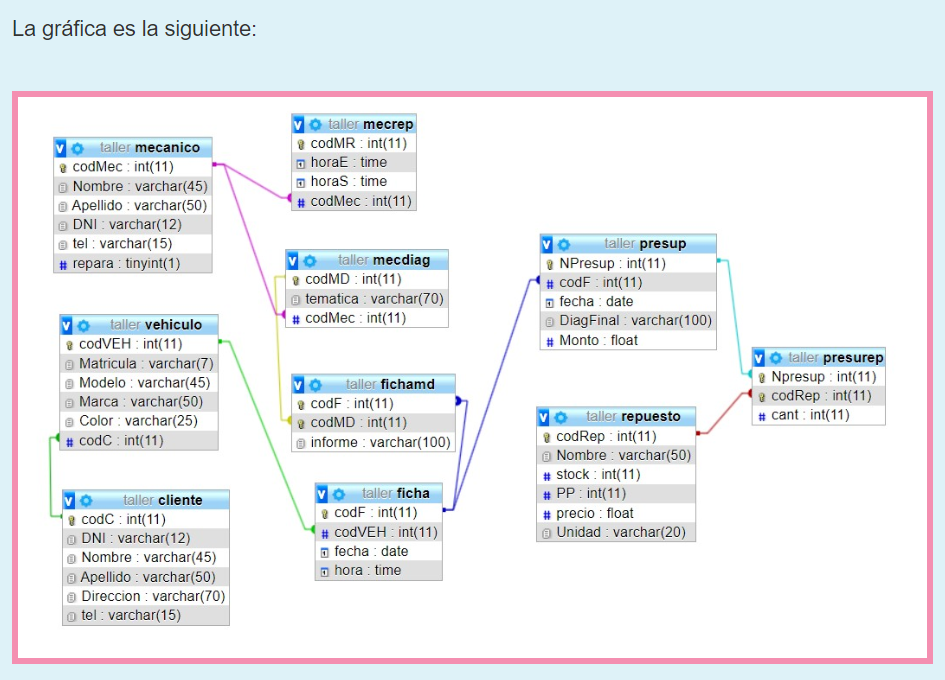 La gráfica es la siguiente:
taller mecanico
codMec : int(11)
Nombre : varchar(45)
Apellido : varchar(50)
DNI : varchar(12)
tel : varchar(15)
repara : tinyint(1)
taller mecrep
codMR : int(11)
horaE : time
horaS : time
codMec : int(11)
taller mecdiag
codMD : int(11)
tematica : varchar(70)
codMec : int(11)
taller vehiculo
codVEH : int(11)
Matricula : varchar(7)
Modelo : varchar(45)
Marca : varchar(50)
Color : varchar(25)
codC : int(11)
taller fichamd
codF : int(11)
codMD : int(11)
informe : varchar(100)
taller cliente
codC : int(11)
DNI : varchar(12)
Nombre : varchar(45)
Apellido : varchar(50)
Direccion : varchar(70)
tel : varchar(15)
taller ficha
codF : int(11)
codVEH : int(11)
fecha : date
hora : time
taller presup
NPresup : int(11)
codF : int(11)
fecha : date
DiagFinal : varchar(100)
Monto : float
taller repuesto
codRep : int(11)
Nombre : varchar(50)
stock : int(11)
PP : int(11)
precio : float
Unidad : varchar(20)
taller presurep
Npresup : int(11)
codRep : int(11)
cant : int(11)